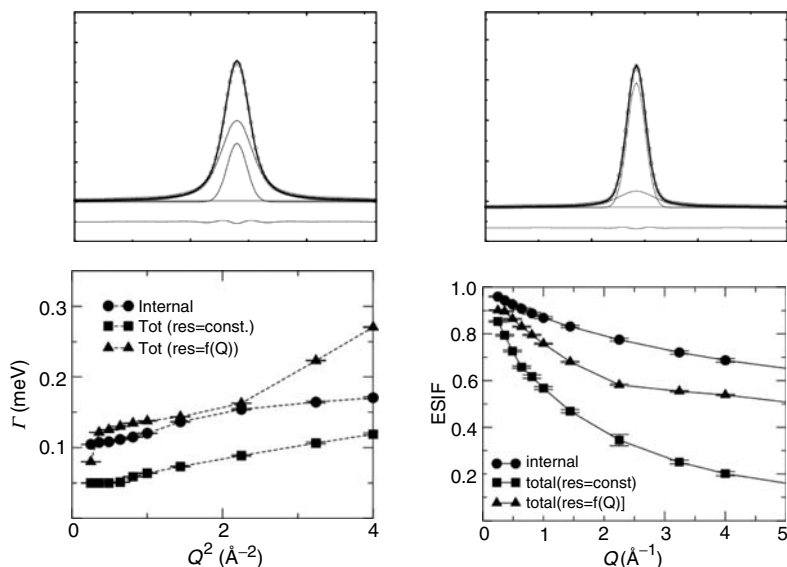 0.3
0.2
0.1
Γ (meV)
Internal
Tot (res=const.)
Tot (res=f(Q))
0
2
4
Q² (Å⁻²)
1.0
0.8
0.6
0.4
0.2
ESIF
internal
total(res=const)
total(res=f(Q)]
0
1
2
3
4
5
Q(Å⁻¹)